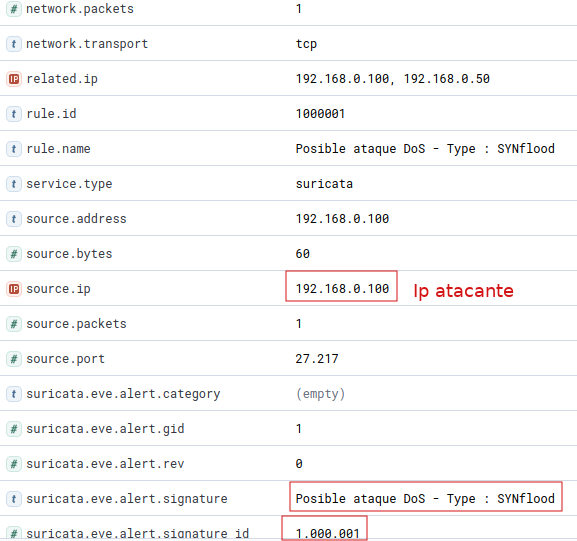 # network.packets 1
t network.transport tcp
IP related.ip 192.168.0.100, 192.168.0.50
t rule.id 1000001
t rule.name Posible ataque DoS - Type : SYNflood
t service.type suricata
t source.address 192.168.0.100
# source.bytes 60
IP source.ip 192.168.0.100 Ip atacante
# source.packets 1
# source.port 27.217
t suricata.eve.alert.category (empty)
# suricata.eve.alert.gid 1
# suricata.eve.alert.rev 0
t suricata.eve.alert.signature Posible ataque DoS - Type : SYNflood
# suricata.eve.alert.signature_id 1.000.001